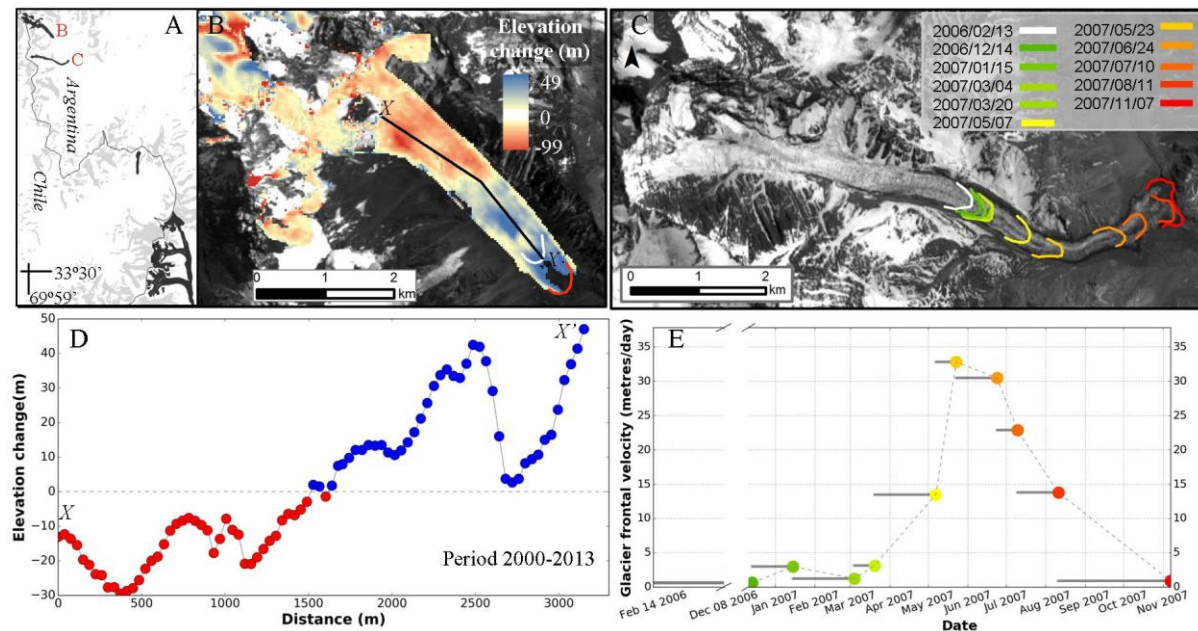 A
B
C
Argentina
Chile
33°30'
69°59'
B
Elevation
change (m)
49
0
-99
X
X'
0 1 2
km
C
2006/02/13
2006/12/14
2007/01/15
2007/03/04
2007/03/20
2007/05/07
2007/05/23
2007/06/24
2007/07/10
2007/08/11
2007/11/07
0 1 2
km
D
Elevation change(m)
50
40
30
20
10
0
−10
−20
−30
X
X'
Period 2000-2013
0 500 1000 1500 2000 2500 3000
Distance (m)
E
Glacier frontal velocity (metres/day)
35
30
25
20
15
10
5
0
35
30
25
20
15
10
5
0
Feb 14 2006
Dec 08 2006
Jan 2007
Feb 2007
Mar 2007
Apr 2007
May 2007
Jun 2007
Jul 2007
Aug 2007
Sep 2007
Oct 2007
Nov 2007
Date